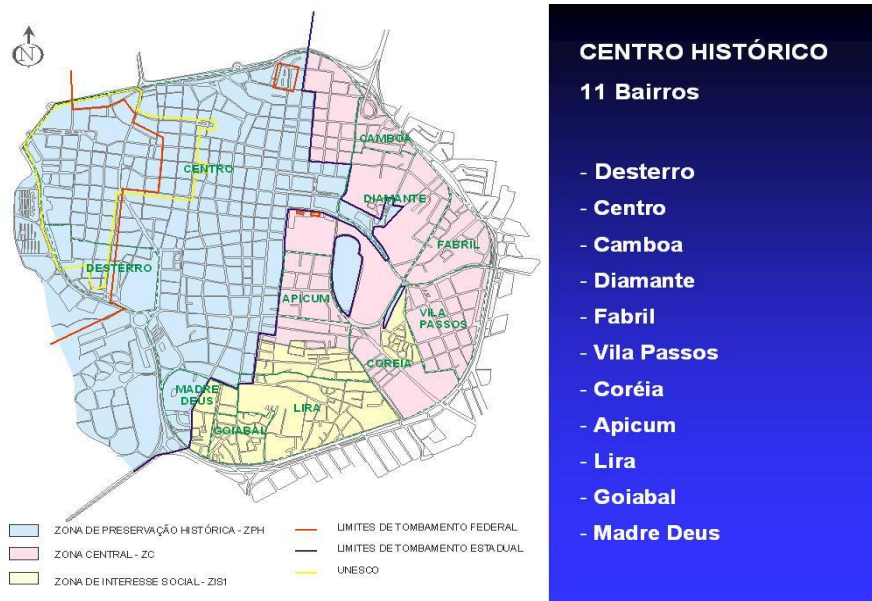 N
CAMBOA
CENTRO
DIAMANTE
FABRIL
DESTERRO
APICUM
VILA
PASSOS
CORÉIA
MADRE
DEUS
LIRA
GOIABAL
ZONA DE PRESERVAÇÃO HISTÓRICA - ZPH
ZONA CENTRAL - ZC
ZONA DE INTERESSE SOCIAL - ZIS1
LIMITES DE TOMBAMENTO FEDERAL
LIMITES DE TOMBAMENTO ESTADUAL
UNESCO
CENTRO HISTÓRICO
11 Bairros
- Desterro
- Centro
- Camboa
- Diamante
- Fabril
- Vila Passos
- Coréia
- Apicum
- Lira
- Goiabal
- Madre Deus